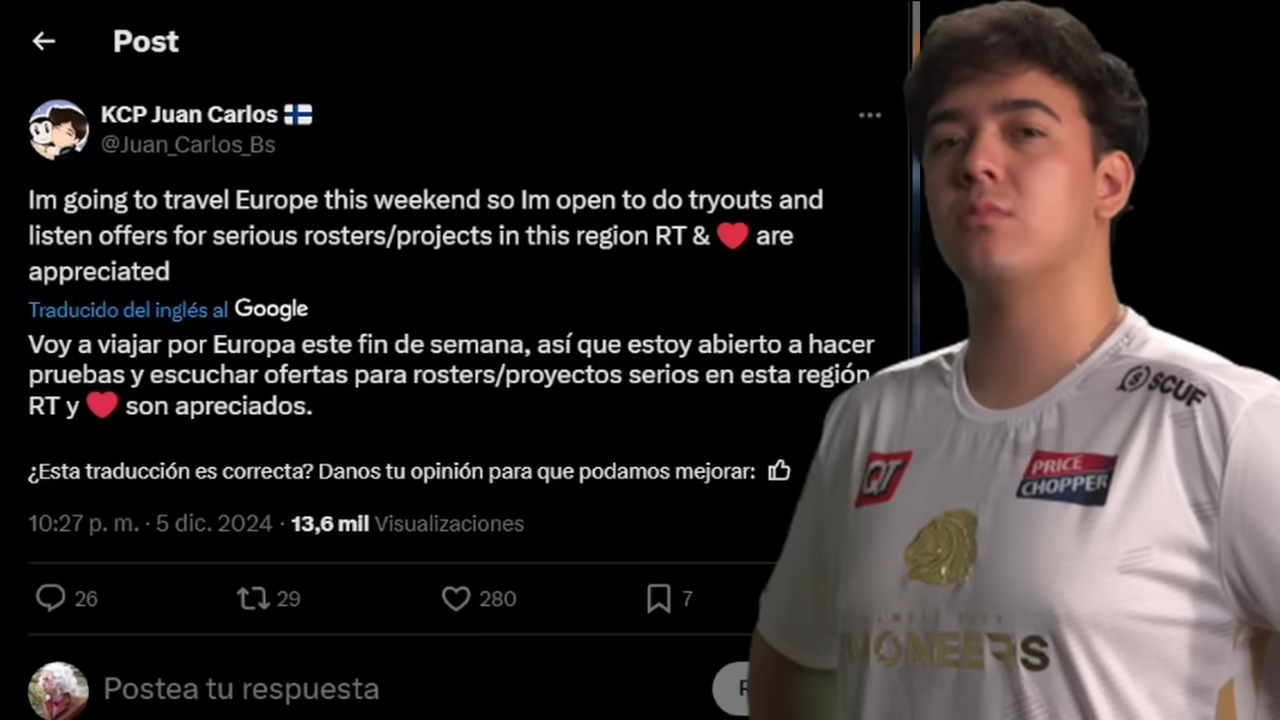 Post
KCP Juan Carlos 🇫🇮
@Juan_Carlos_Bs
Im going to travel Europe this weekend so Im open to do tryouts and
listen offers for serious rosters/projects in this region RT & ❤️ are
appreciated
Traducido del inglés al Google
Voy a viajar por Europa este fin de semana, así que estoy abierto a hacer
pruebas y escuchar ofertas para rosters/proyectos serios en esta región
RT y ❤️ son apreciados.
¿Esta traducción es correcta? Danos tu opinión para que podamos mejorar:
10:27 p. m. · 5 dic. 2024 · 13,6 mil Visualizaciones
26 29 280 7
Postea tu respuesta
SCUF
QT
PRICE
CHOPPER
PIONEERS